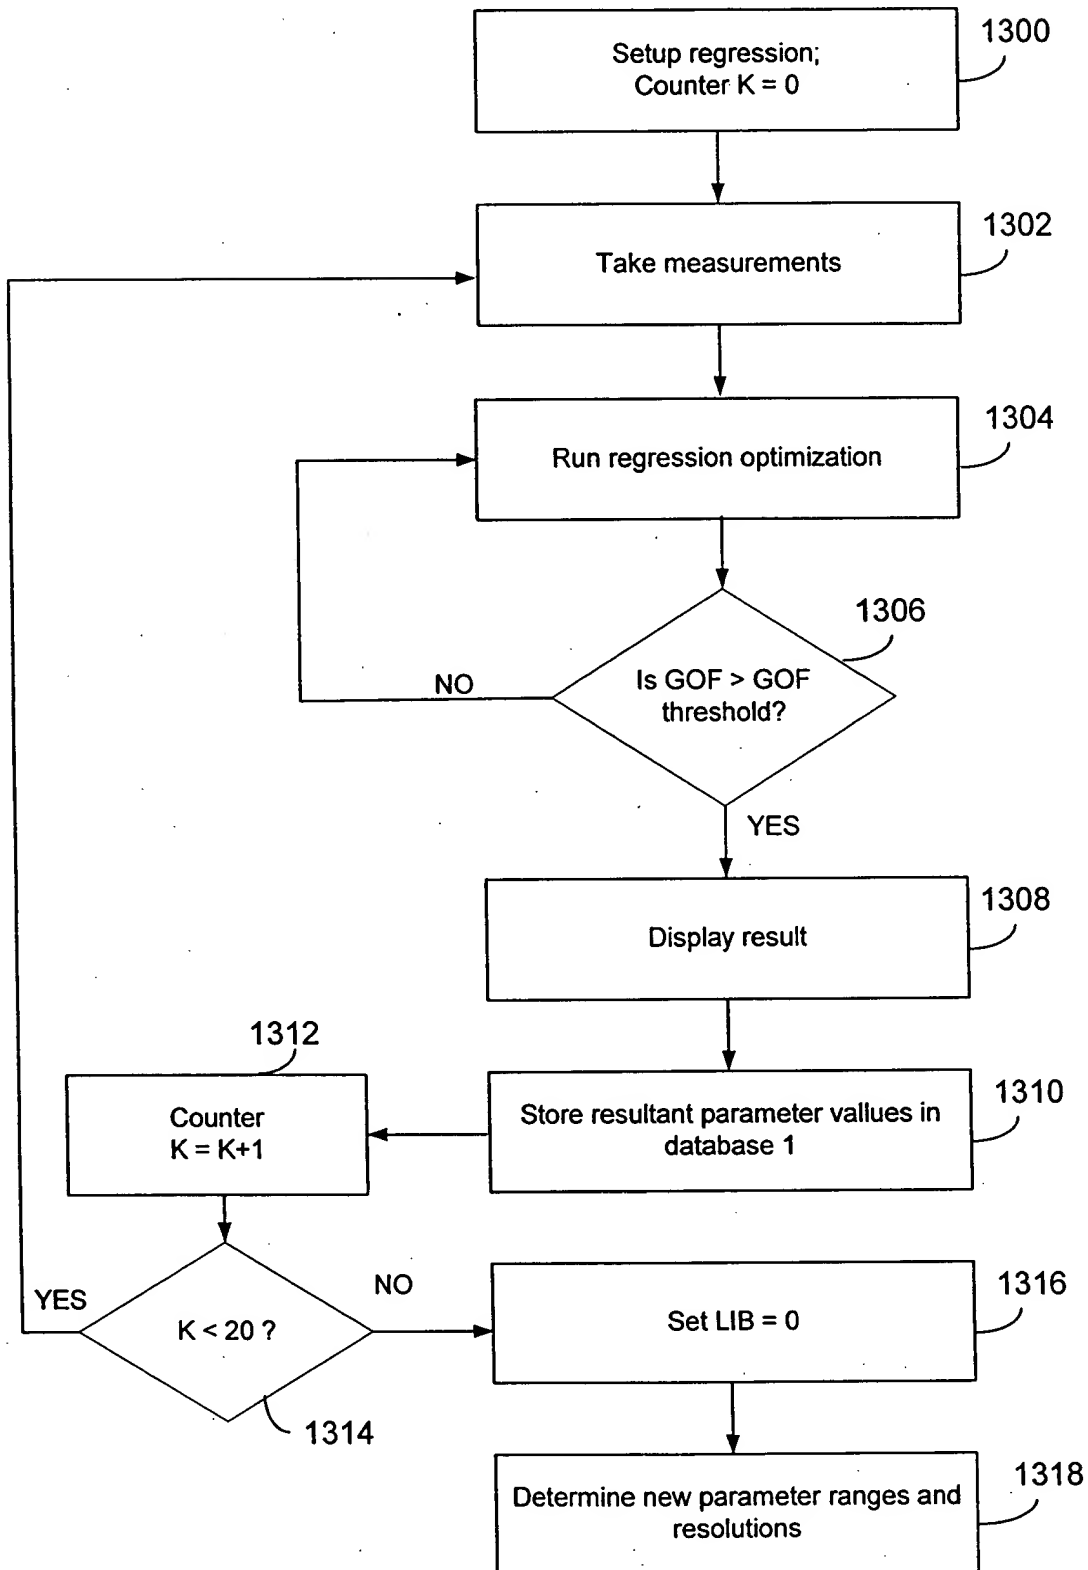 1300
Setup regression;
Counter K = 0
1302
Take measurements
1304
Run regression optimization
1306
Is GOF > GOF
threshold?
NO
YES
1308
Display result
1312
1310
Store resultant parameter vallues in
database 1
Counter
K = K+1
YES
NO
K < 20 ?
1316
Set LIB = 0
1314
1318
Determine new parameter ranges and
resolutions